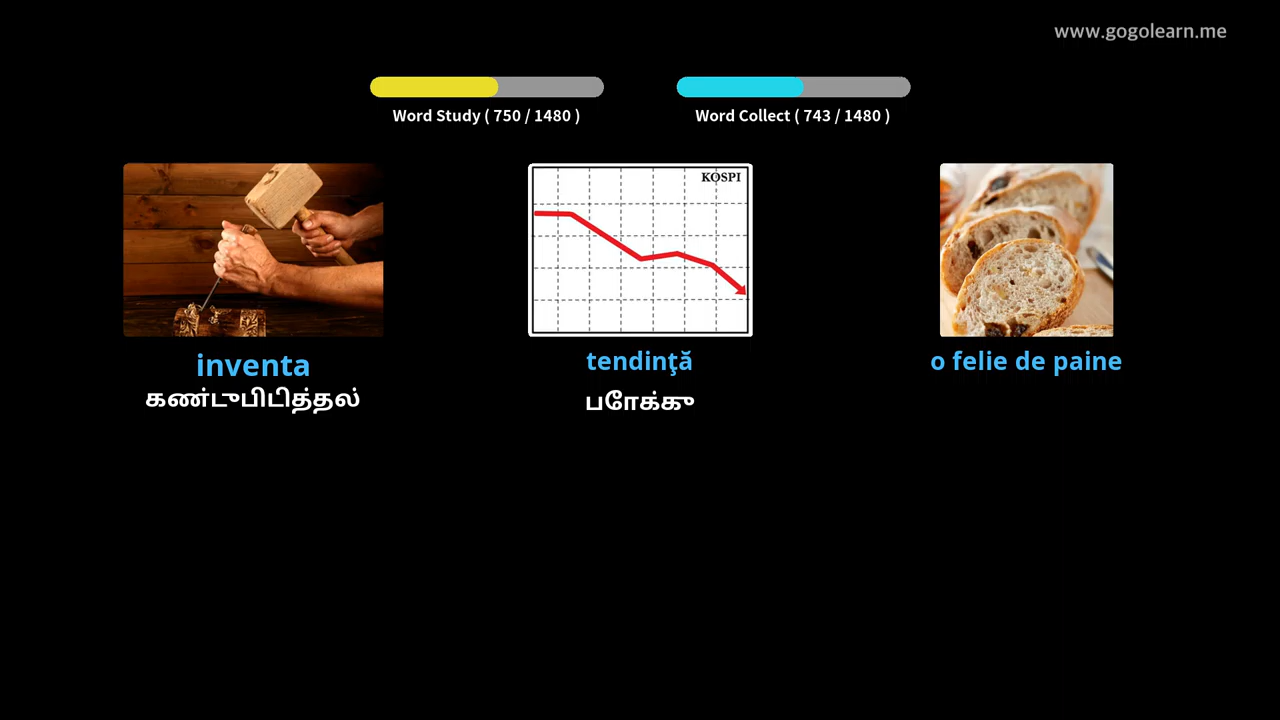 www.gogolearn.me
Word Study ( 750 / 1480 )
Word Collect ( 743 / 1480 )
KOSPI
inventa
கண்டுபிடித்தல்
tendinţă
போக்கு
o felie de paine